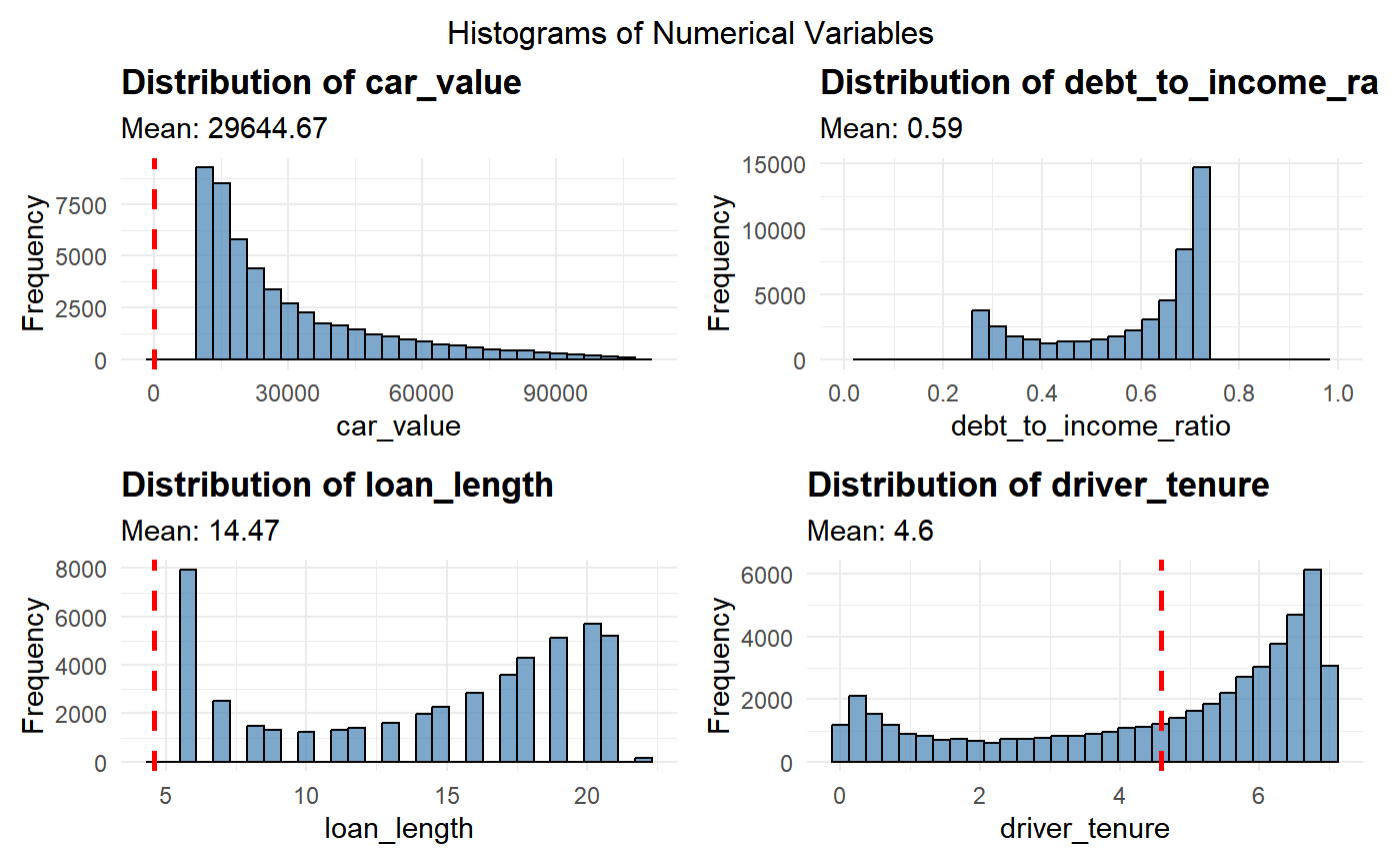 Histograms of Numerical Variables
Distribution of car_value
Mean: 29644.67
Frequency
7500
5000
2500
0
0 30000 60000 90000
car_value
Distribution of debt_to_income_ra
Mean: 0.59
Frequency
15000
10000
5000
0
0.0 0.2 0.4 0.6 0.8 1.0
debt_to_income_ratio
Distribution of loan_length
Mean: 14.47
Frequency
8000
6000
4000
2000
0
5 10 15 20
loan_length
Distribution of driver_tenure
Mean: 4.6
Frequency
6000
4000
2000
0
0 2 4 6
driver_tenure